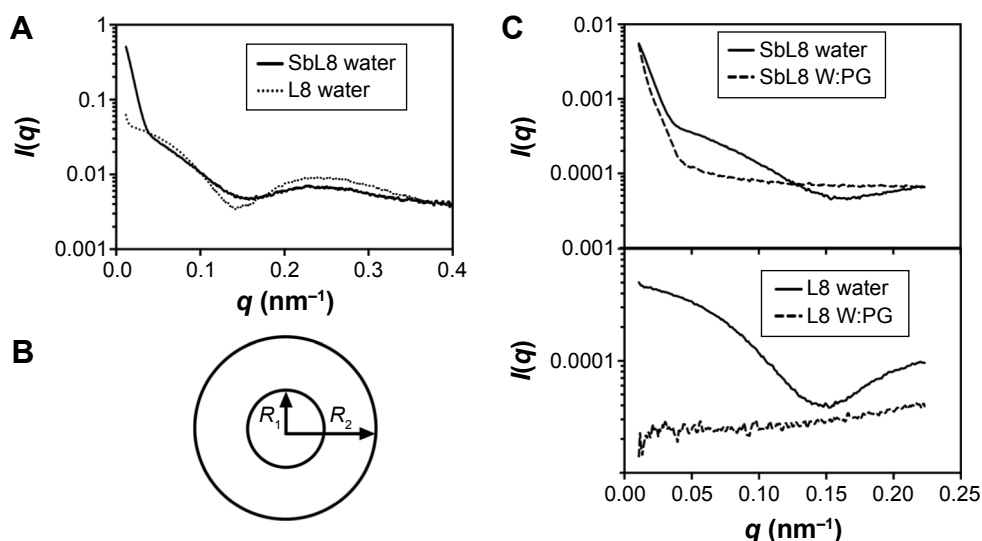 A
I(q)
1
0.1
0.01
0.001
SbL8 water
L8 water
0.0
0.1
0.2
0.3
0.4
q (nm⁻¹)
B
R₁
R₂
C
I(q)
0.01
0.001
0.0001
0.001
SbL8 water
SbL8 W:PG
I(q)
0.0001
L8 water
L8 W:PG
0.00
0.05
0.10
0.15
0.20
0.25
q (nm⁻¹)